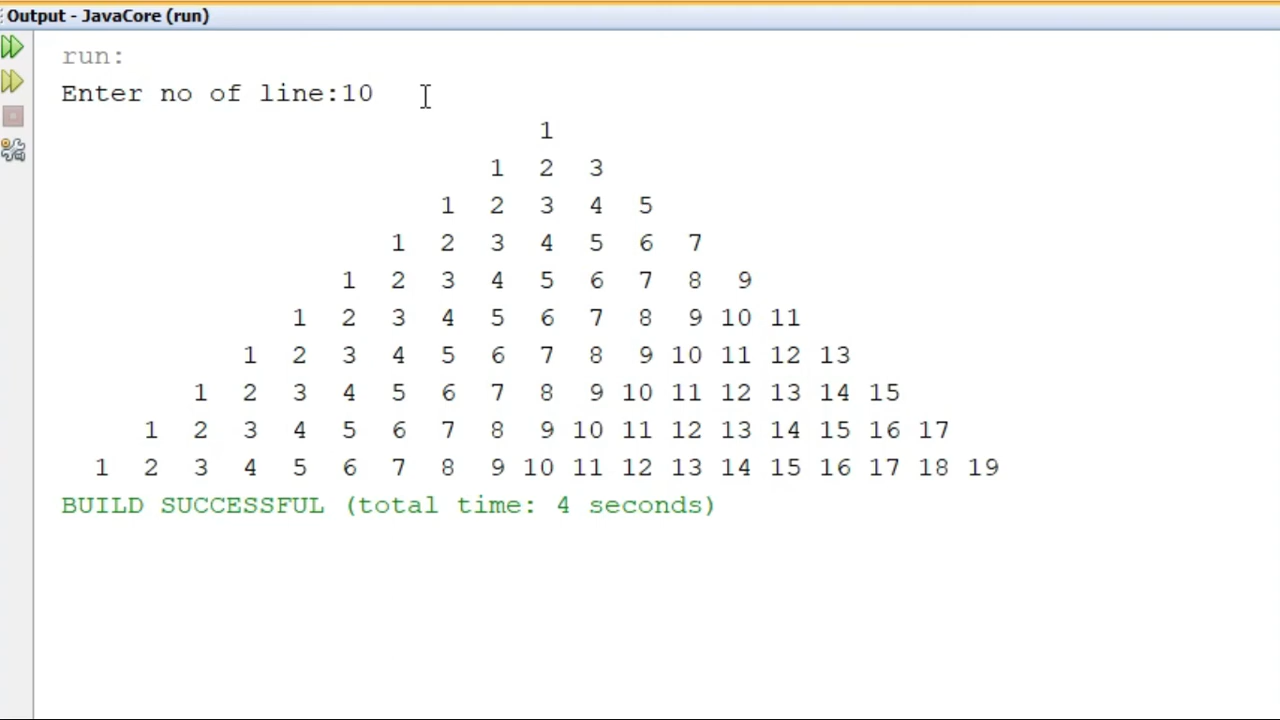 Output - JavaCore (run)
run:
Enter no of line:10
1
1 2 3
1 2 3 4 5
1 2 3 4 5 6 7
1 2 3 4 5 6 7 8 9
1 2 3 4 5 6 7 8 9 10 11
1 2 3 4 5 6 7 8 9 10 11 12 13
1 2 3 4 5 6 7 8 9 10 11 12 13 14 15
1 2 3 4 5 6 7 8 9 10 11 12 13 14 15 16 17
1 2 3 4 5 6 7 8 9 10 11 12 13 14 15 16 17 18 19
BUILD SUCCESSFUL (total time: 4 seconds)